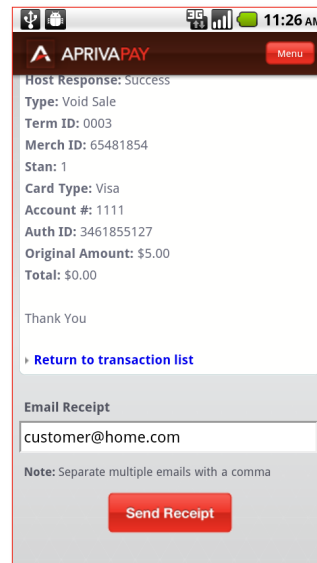 3G
11:26 AM
APRIVAPAY
Menu
Host Response: Success
Type: Void Sale
Term ID: 0003
Merch ID: 65481854
Stan: 1
Card Type: Visa
Account #: 1111
Auth ID: 3461855127
Original Amount: $5.00
Total: $0.00
Thank You
Return to transaction list
Email Receipt
customer@home.com
Note: Separate multiple emails with a comma
Send Receipt